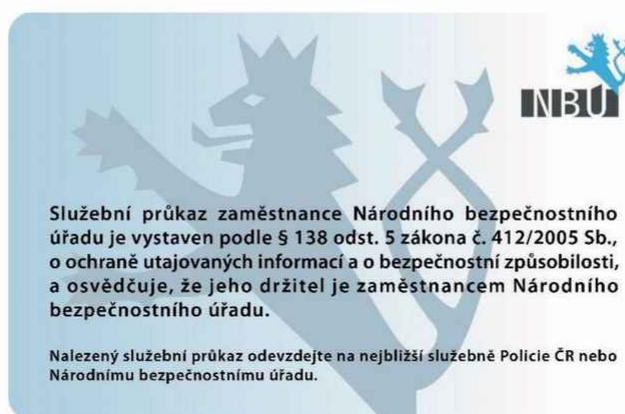 NBÚ
Služební průkaz zaměstnance Národního bezpečnostního
úřadu je vystaven podle § 138 odst. 5 zákona č. 412/2005 Sb.,
o ochraně utajovaných informací a o bezpečnostní způsobilosti,
a osvědčuje, že jeho držitel je zaměstnancem Národního
bezpečnostního úřadu.
Nalezený služební průkaz odevzdejte na nejbližší služebně Policie ČR nebo
Národnímu bezpečnostnímu úřadu.